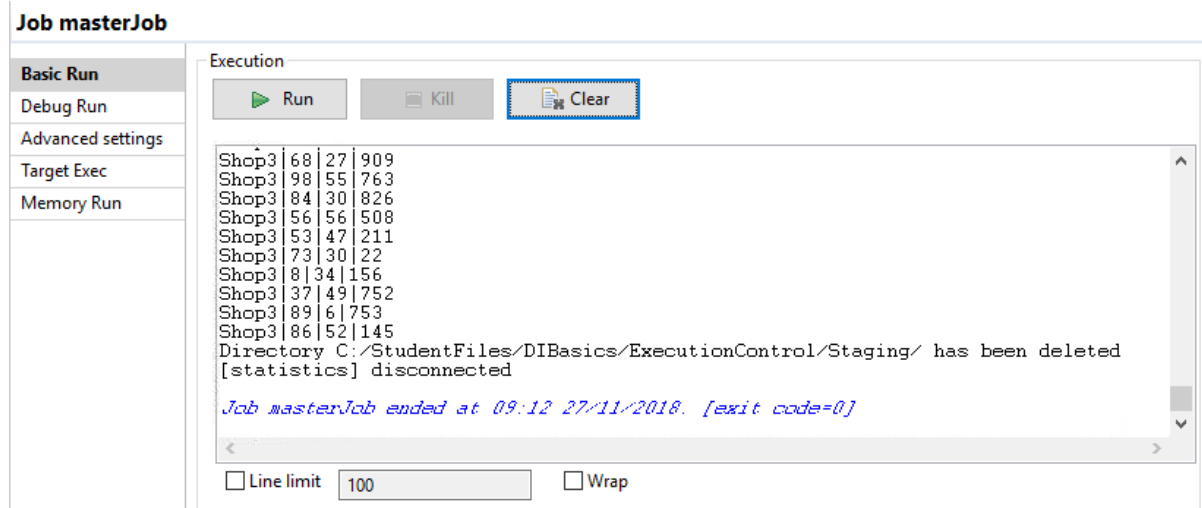 Job masterJob
Basic Run
Debug Run
Advanced settings
Target Exec
Memory Run
Execution
Run
Kill
Clear
Shop3|68|27|909
Shop3|98|55|763
Shop3|84|30|826
Shop3|56|56|508
Shop3|53|47|211
Shop3|73|30|22
Shop3|8|34|156
Shop3|37|49|752
Shop3|89|6|753
Shop3|86|52|145
Directory C:/StudentFiles/DIBasics/ExecutionControl/Staging/ has been deleted
[statistics] disconnected
Job masterJob ended at 09:12 27/11/2018. [exit code=0]
Line limit
100
Wrap